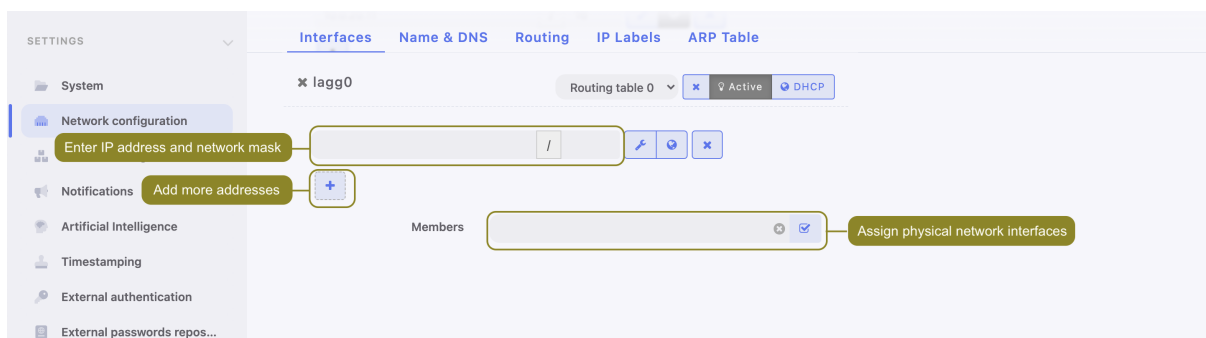 SETTINGS
Interfaces Name & DNS Routing IP Labels ARP Table
System
lagg0
Routing table 0
Active
DHCP
Network configuration
Enter IP address and network mask
/
Notifications
Add more addresses
+
Artificial Intelligence
Members
Assign physical network interfaces
Timestamping
External authentication
External passwords repos...